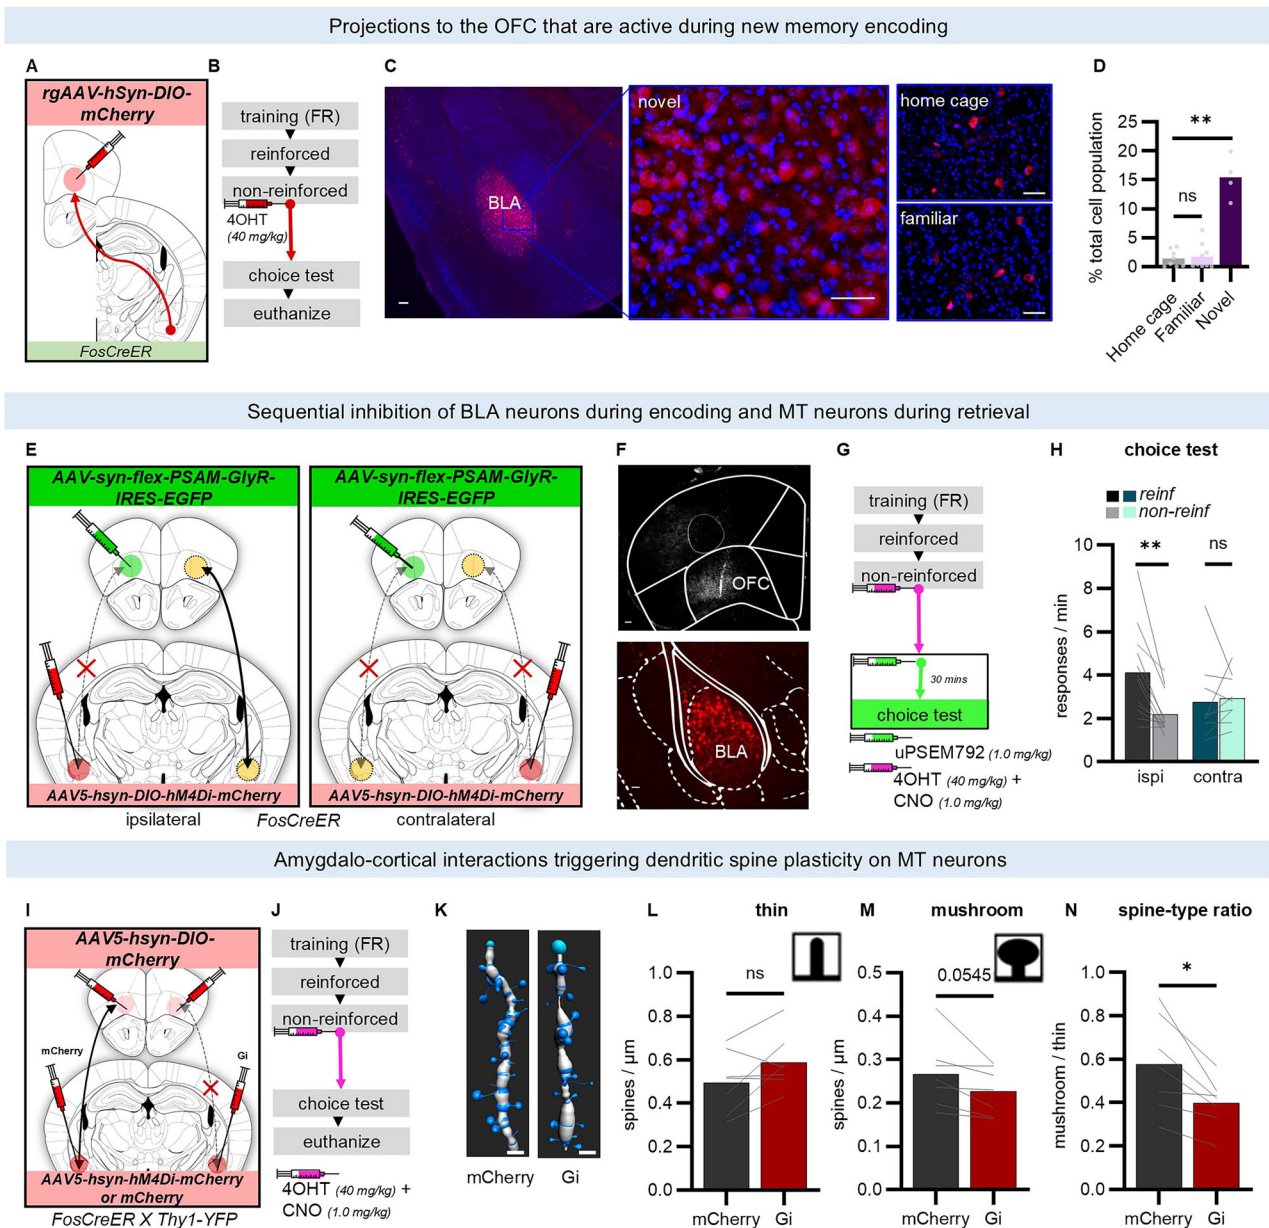 Projections to the OFC that are active during new memory encoding
A
rgAAV-hSyn-DIO-
mCherry
FosCreER
B
training (FR)
reinforced
non-reinforced
4OHT
(40 mg/kg)
choice test
euthanize
C
BLA
novel
home cage
familiar
D
% total cell population
25
20
15
10
5
0
**
ns
Home cage
Familiar
Novel
Sequential inhibition of BLA neurons during encoding and MT neurons during retrieval
E
AAV-syn-flex-PSAM-GlyR-
IRES-EGFP
AAV5-hsyn-DIO-hM4Di-mCherry
ipsilateral
AAV-syn-flex-PSAM-GlyR-
IRES-EGFP
AAV5-hsyn-DIO-hM4Di-mCherry
FosCreER
contralateral
F
OFC
BLA
G
training (FR)
reinforced
non-reinforced
30 mins
choice test
uPSEM792 (1.0 mg/kg)
4OHT (40 mg/kg) +
CNO (1.0 mg/kg)
H
choice test
reinf
non-reinf
responses / min
10
8
6
4
2
0
**
ns
ispi
contra
Amygdalo-cortical interactions triggering dendritic spine plasticity on MT neurons
I
AAV5-hsyn-DIO-
mCherry
mCherry
Gi
AAV5-hsyn-hM4Di-mCherry
or mCherry
FosCreER X Thy1-YFP
J
training (FR)
reinforced
non-reinforced
choice test
euthanize
4OHT (40 mg/kg) +
CNO (1.0 mg/kg)
K
mCherry
Gi
L
thin
spines / µm
1.0
0.8
0.6
0.4
0.2
0.0
ns
mCherry
Gi
M
mushroom
spines / µm
0.5
0.4
0.3
0.2
0.1
0.0
0.0545
mCherry
Gi
N
spine-type ratio
mushroom / thin
1.0
0.8
0.6
0.4
0.2
0.0
*
mCherry
Gi